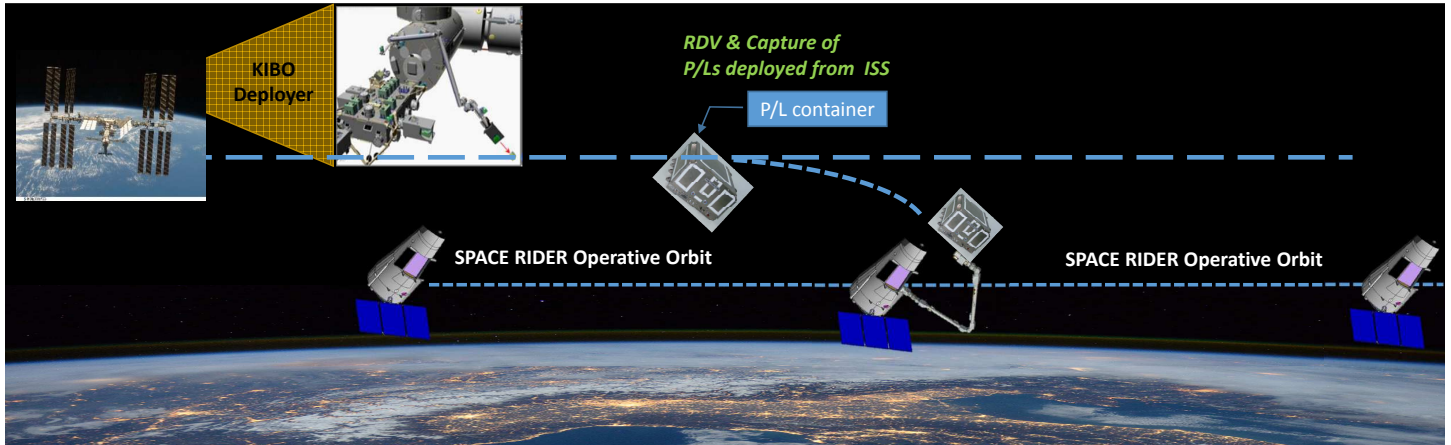 KIBO
Deployer
RDV & Capture of
P/Ls deployed from ISS
P/L container
SPACE RIDER Operative Orbit
SPACE RIDER Operative Orbit